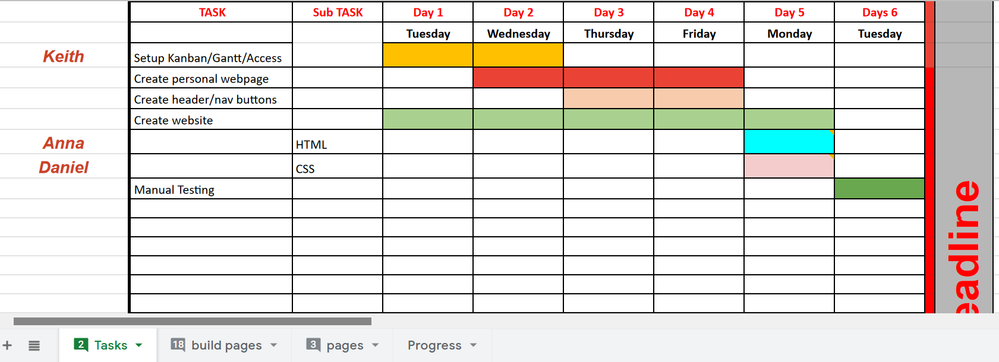 TASK Sub TASK Day 1 Day 2 Day 3 Day 4 Day 5 Days 6
Tuesday Wednesday Thursday Friday Monday Tuesday
Keith Setup Kanban/Gantt/Access
Create personal webpage
Create header/nav buttons
Create website
Anna HTML
Daniel CSS
Manual Testing
eadline
+ 2 Tasks 18 build pages 3 pages Progress